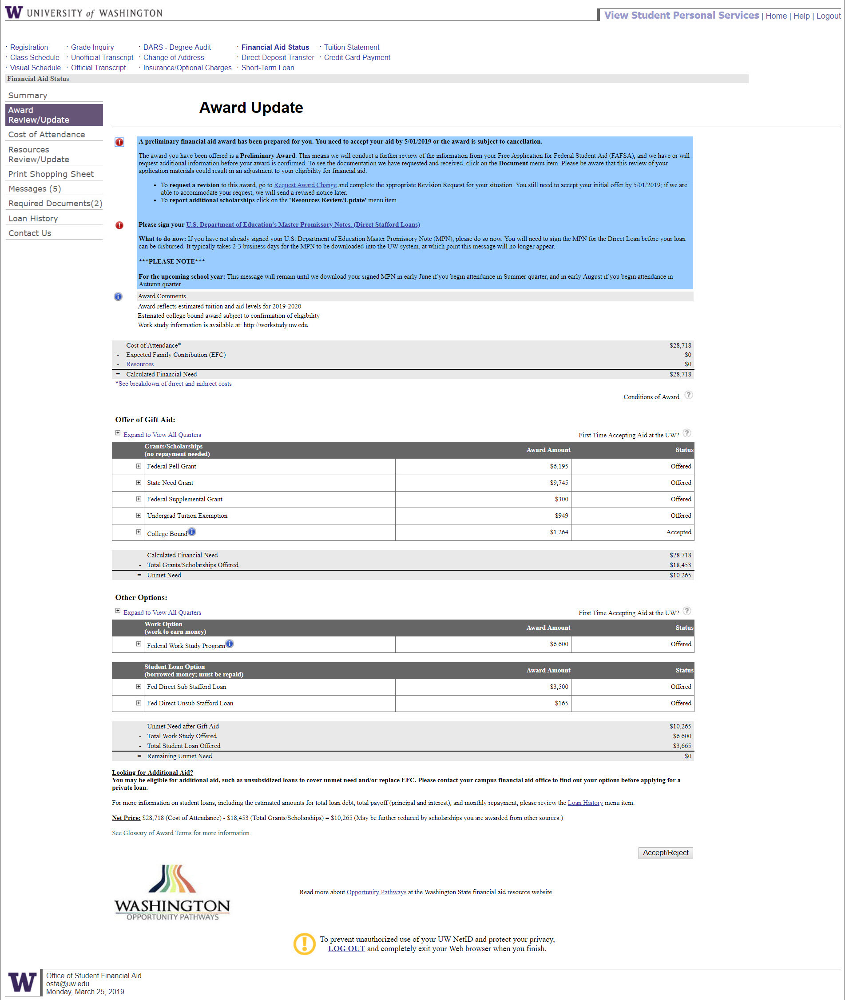 UNIVERSITY of WASHINGTON
View Student Personal Services | Home | Help | Logout
· Registration · Grade Inquiry · DARS - Degree Audit · Financial Aid Status · Tuition Statement
· Class Schedule · Unofficial Transcript · Change of Address · Direct Deposit Transfer · Credit Card Payment
· Visual Schedule · Official Transcript · Insurance/Optional Charges · Short-Term Loan
Financial Aid Status
Summary
Award
Review/Update
Cost of Attendance
Resources
Review/Update
Print Shopping Sheet
Messages (5)
Required Documents(2)
Loan History
Contact Us
Award Update
A preliminary financial aid award has been prepared for you. You need to accept your aid by 5/01/2019 or the award is subject to cancellation.
The award you have been offered is a Preliminary Award. This means we will conduct a further review of the information from your Free Application for Federal Student Aid (FAFSA), and we have or will
request additional information before your award is confirmed. To see the documentation we have requested and received, click on the Document menu item. Please be aware that this review of your
application materials could result in an adjustment to your eligibility for financial aid.
• To request a revision to this award, go to Request Award Change.and complete the appropriate Revision Request for your situation. You still need to accept your initial offer by 5/01/2019; if we are
able to accommodate your request, we will send a revised notice later.
• To report additional scholarships click on the 'Resources Review/Update' menu item.
Please sign your U.S. Department of Education's Master Promissory Notes. (Direct Stafford Loans)
What to do now: If you have not already signed your U.S. Department of Education Master Promissory Note (MPN), please do so now. You will need to sign the MPN for the Direct Loan before your loan
can be disbursed. It typically takes 2-3 business days for the MPN to be downloaded into the UW system, at which point this message will no longer appear.
***PLEASE NOTE***
For the upcoming school year: This message will remain until we download your signed MPN in early June if you begin attendance in Summer quarter, and in early August if you begin attendance in
Autumn quarter.
Award Comments
Award reflects estimated tuition and aid levels for 2019-2020
Estimated college bound award subject to confirmation of eligibility
Work study information is available at: http://workstudy.uw.edu
Cost of Attendance* $28,718
- Expected Family Contribution (EFC) $0
- Resources $0
= Calculated Financial Need $28,718
*See breakdown of direct and indirect costs
Conditions of Award ?
Offer of Gift Aid:
Expand to View All Quarters First Time Accepting Aid at the UW? ?
Grants/Scholarships
(no repayment needed) Award Amount Status
Federal Pell Grant $6,195 Offered
State Need Grant $9,745 Offered
Federal Supplemental Grant $300 Offered
Undergrad Tuition Exemption $949 Offered
College Bound $1,264 Accepted
Calculated Financial Need $28,718
- Total Grants/Scholarships Offered $18,453
= Unmet Need $10,265
Other Options:
Expand to View All Quarters First Time Accepting Aid at the UW? ?
Work Option
(work to earn money) Award Amount Status
Federal Work Study Program $6,600 Offered
Student Loan Option
(borrowed money; must be repaid) Award Amount Status
Fed Direct Sub Stafford Loan $3,500 Offered
Fed Direct Unsub Stafford Loan $165 Offered
Unmet Need after Gift Aid $10,265
- Total Work Study Offered $6,600
- Total Student Loan Offered $3,665
= Remaining Unmet Need $0
Looking for Additional Aid?
You may be eligible for additional aid, such as unsubsidized loans to cover unmet need and/or replace EFC. Please contact your campus financial aid office to find out your options before applying for a
private loan.
For more information on student loans, including the estimated amounts for total loan debt, total payoff (principal and interest), and monthly repayment, please review the Loan History menu item.
Net Price: $28,718 (Cost of Attendance) - $18,453 (Total Grants/Scholarships) = $10,265 (May be further reduced by scholarships you are awarded from other sources.)
See Glossary of Award Terms for more information.
Accept/Reject
WASHINGTON
OPPORTUNITY PATHWAYS
Read more about Opportunity Pathways at the Washington State financial aid resource website.
To prevent unauthorized use of your UW NetID and protect your privacy,
LOG OUT and completely exit your Web browser when you finish.
W
Office of Student Financial Aid
osfa@uw.edu
Monday, March 25, 2019